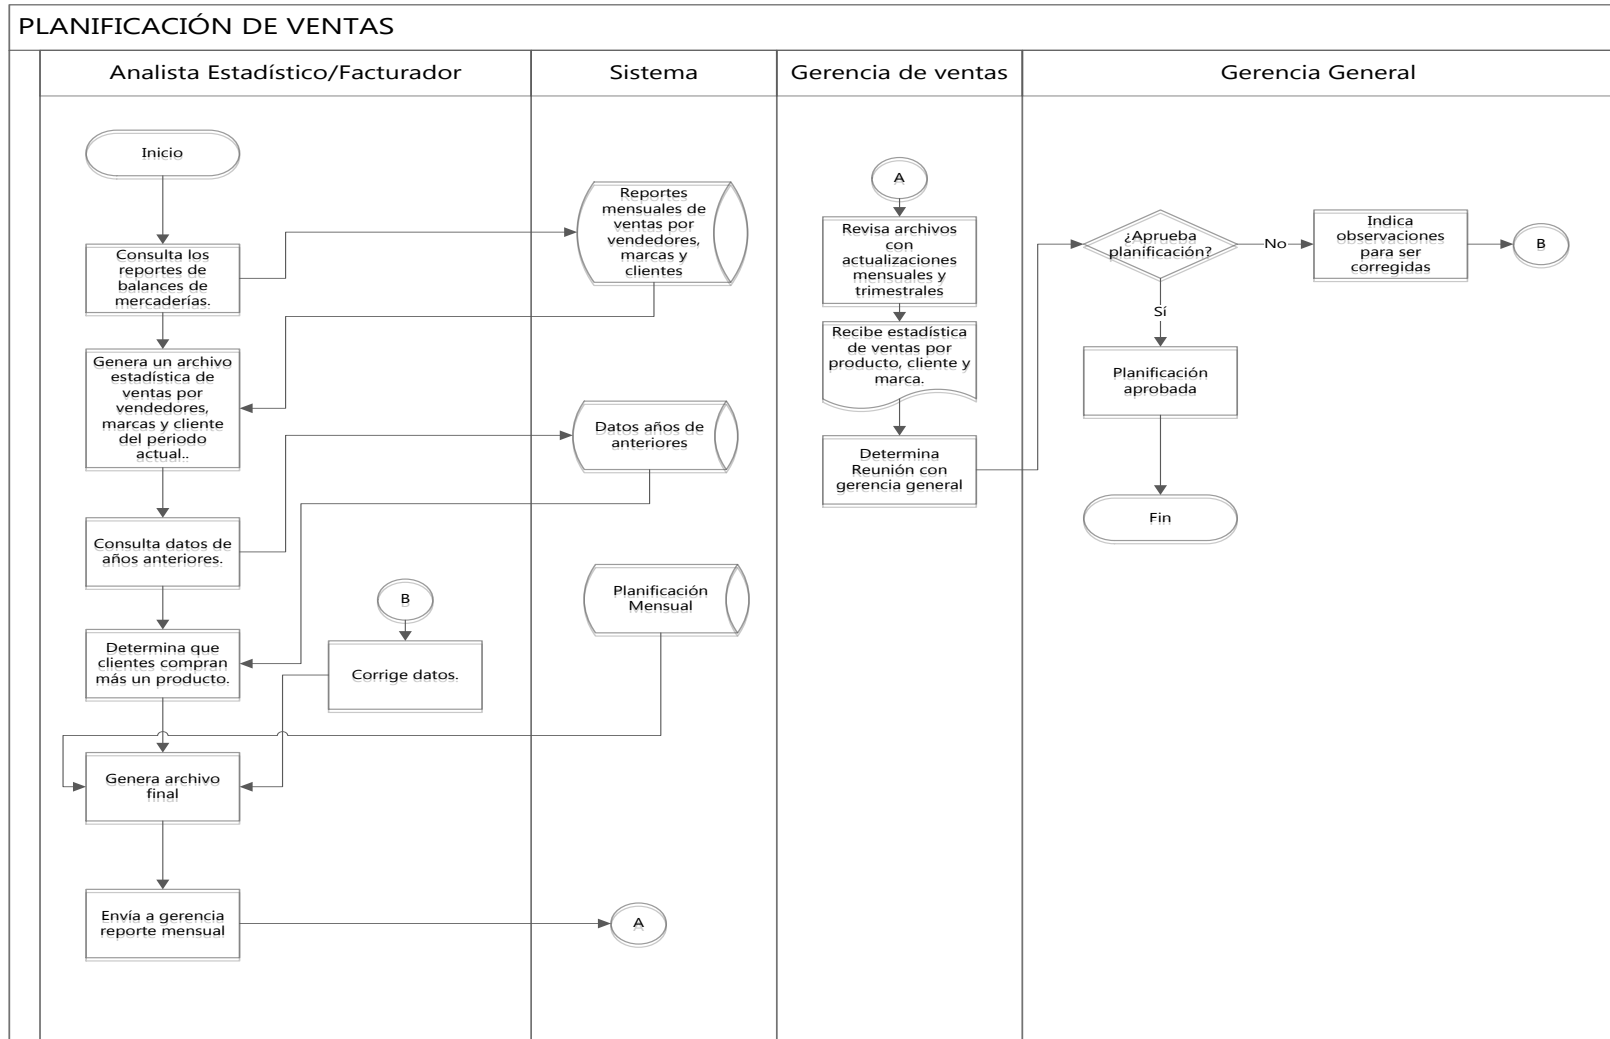 PLANIFICACIÓN DE VENTAS
Analista Estadístico/Facturador
Sistema
Gerencia de ventas
Gerencia General
Inicio
Consulta los
reportes de
balances de
mercaderías.
Genera un archivo
estadística de
ventas por
vendedores,
marcas y cliente
del periodo
actual..
Consulta datos de
años anteriores.
Determina que
clientes compran
más un producto.
B
Corrige datos.
Genera archivo
final
Envía a gerencia
reporte mensual
Reportes
mensuales de
ventas por
vendedores,
marcas y
clientes
Datos años de
anteriores
Planificación
Mensual
A
A
Revisa archivos
con
actualizaciones
mensuales y
trimestrales
Recibe estadística
de ventas por
producto, cliente y
marca.
Determina
Reunión con
gerencia general
¿Aprueba
planificación?
No
Indica
observaciones
para ser
corregidas
B
Sí
Planificación
aprobada
Fin